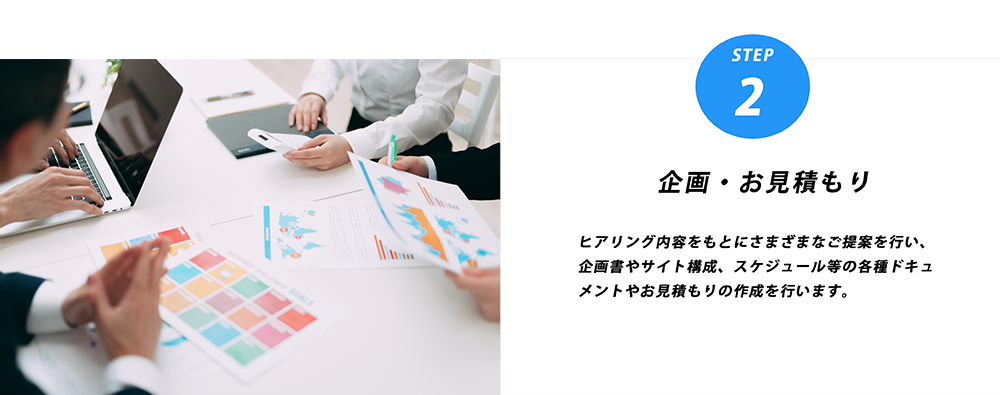 STEP
2
企画・お見積もり
ヒアリング内容をもとにさまざまなご提案を行い、
企画書やサイト構成、スケジュール等の各種ドキュ
メントやお見積もりの作成を行います。